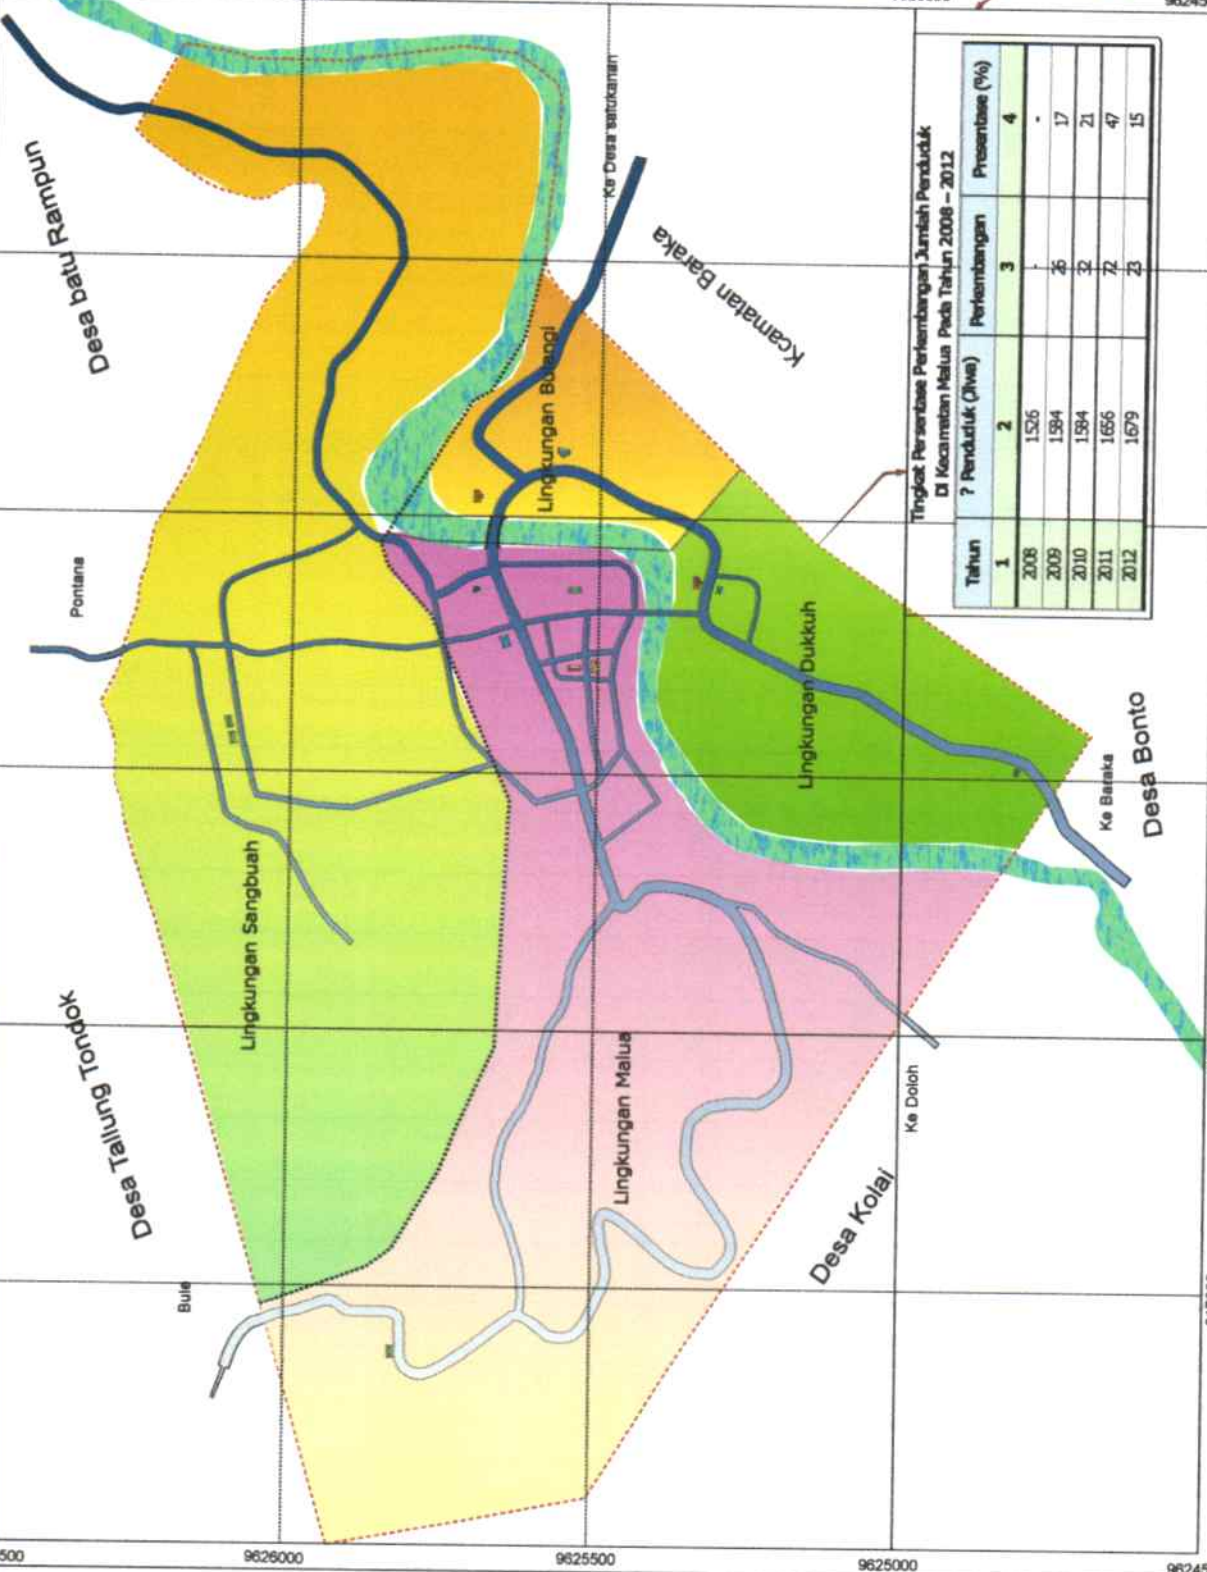 Desa batu Rampun
Pontana
Desa Tallung Tondok
Bule
Lingkungan Sangbuah
Lingkungan Malua
Lingkungan Bolangi
Lingkungan Dukkuh
Ke Desa satukanan
Kcamatan Baraka
Desa Kolai
Ke Doloh
Ke Baraka
Desa Bonto
Tingkat Persentase Perkembangan Jumlah Penduduk
Di Kecamatan Malua Pada Tahun 2008 – 2012
Tahun ? Penduduk (Jiwa) Perkembangan Presentase (%)
1 2 3 4
2008 1526 - -
2009 1584 26 17
2010 1584 32 21
2011 1656 72 47
2012 1679 23 15
500
9626000
9625500
9625000